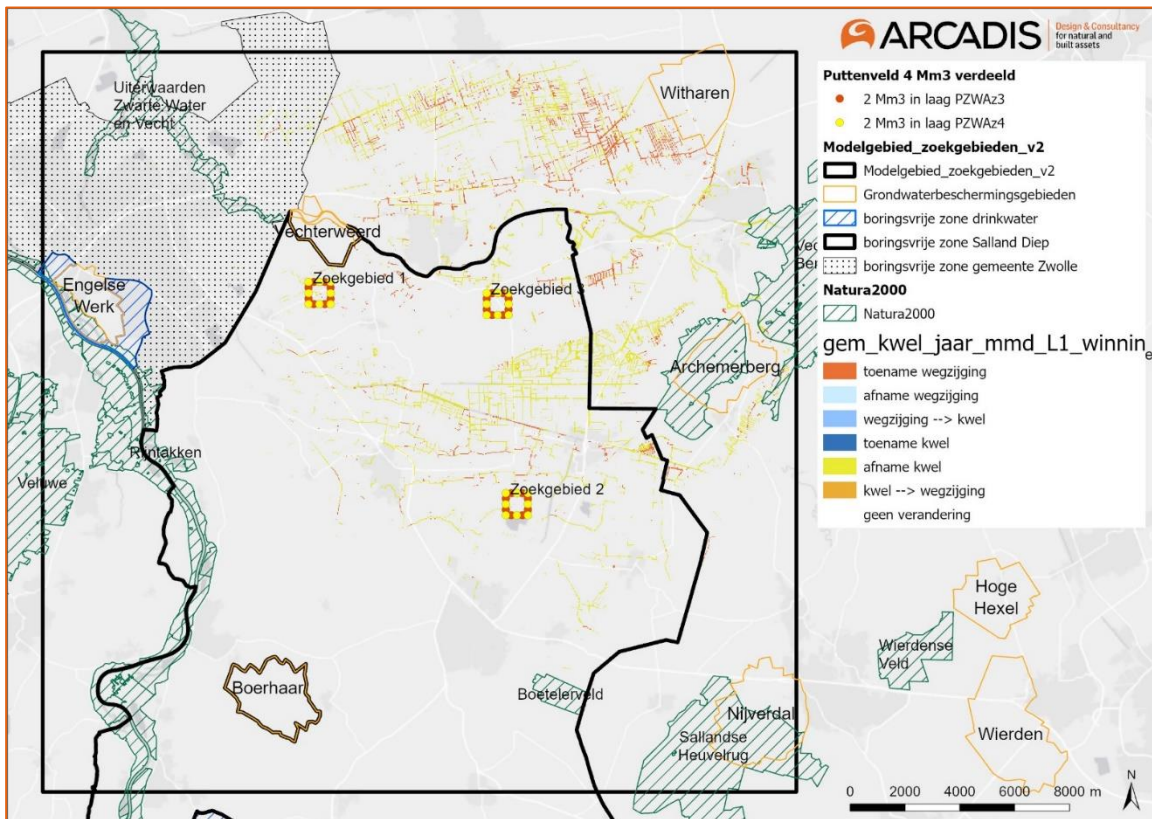 ARCADIS
Design & Consultancy
for natural and
built assets
Puttenveld 4 Mm3 verdeeld
2 Mm3 in laag PZWAz3
2 Mm3 in laag PZWAz4
Modelgebied_zoekgebieden_v2
Modelgebied_zoekgebieden_v2
Grondwaterbeschermingsgebieden
boringsvrije zone drinkwater
boringsvrije zone Salland Diep
boringsvrije zone gemeente Zwolle
Natura2000
Natura2000
gem_kwel_jaar_mmd_L1_winning
toename wegzijging
afname wegzijging
wegzijging --> kwel
toename kwel
afname kwel
kwel --> wegzijging
geen verandering
Uiterwaarden
Zwarte Water
en Vecht
Witharen
Vechterweerd
Zoekgebied 1
Zoekgebied 3
Engelse
Werk
Archemerberg
Rijntakken
Veluwe
Zoekgebied 2
Hoge
Hexel
Wierdense
Veld
Boerhaar
Boetelerveld
Nijverdal
Sallandse
Heuvelrug
Wierden
N
0 2000 4000 6000 8000 m